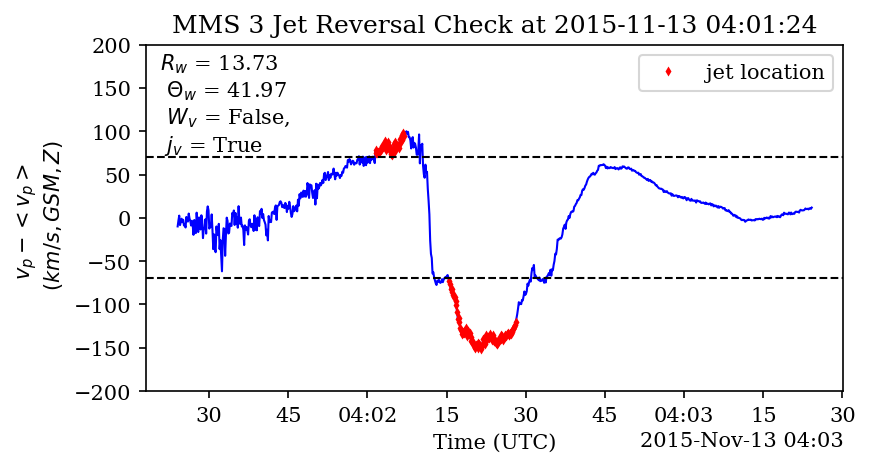 MMS 3 Jet Reversal Check at 2015-11-13 04:01:24
R_w = 13.73
Θ_w = 41.97
W_v = False,
j_v = True
jet location
v_p − < v_p >
(km/s, GSM, Z)
200
150
100
50
0
−50
−100
−150
−200
30 45 04:02 15 30 45 04:03 15 30
Time (UTC)
2015-Nov-13 04:03